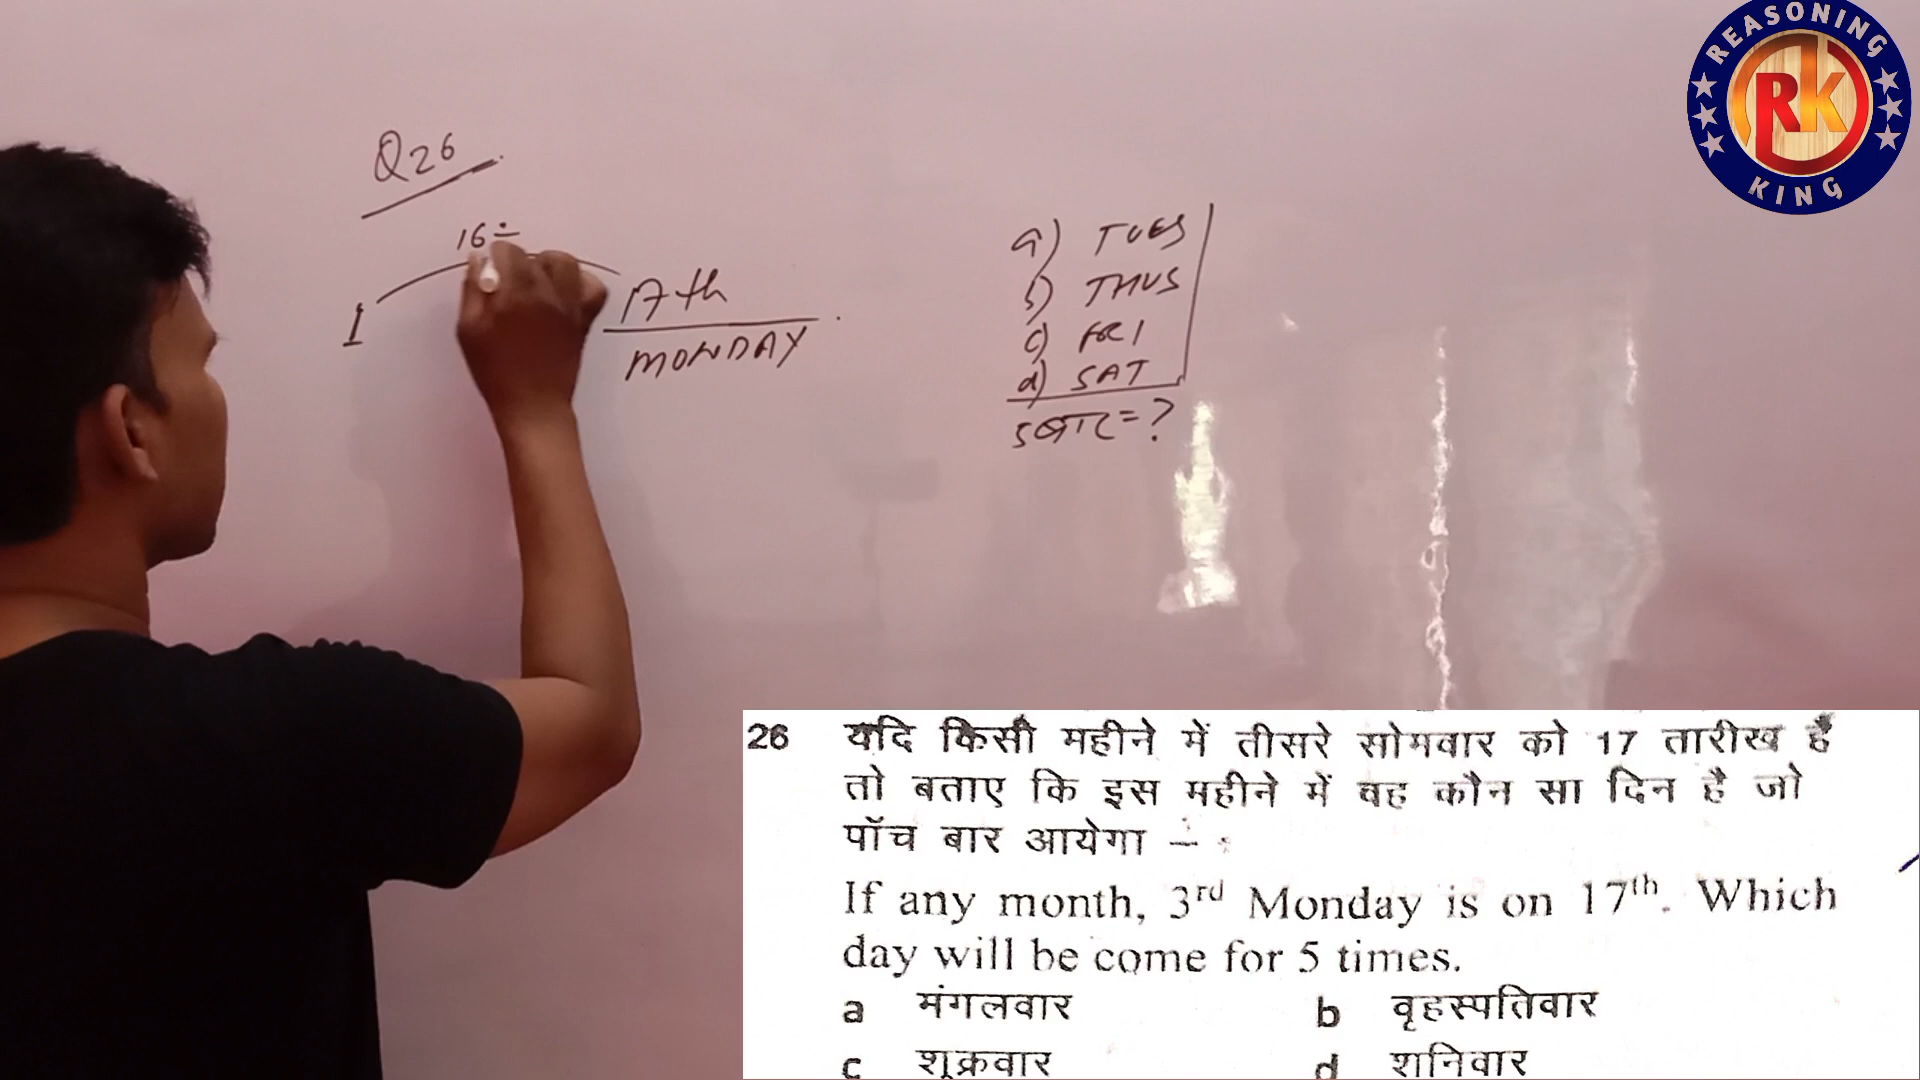 REASONING
RK
KING
Q26
16÷
1
17th
MONDAY
a) TUES
b) THUS
c) FRI
d) SAT
5बार=?
26 यदि किसी महीने में तीसरे सोमवार को 17 तारीख है
तो बताए कि इस महीने में वह कौन सा दिन है जो
पॉच बार आयेगा –
If any month, 3rd Monday is on 17th. Which
day will be come for 5 times.
a मंगलवार b वृहस्पतिवार
c शुक्रवार d शनिवार